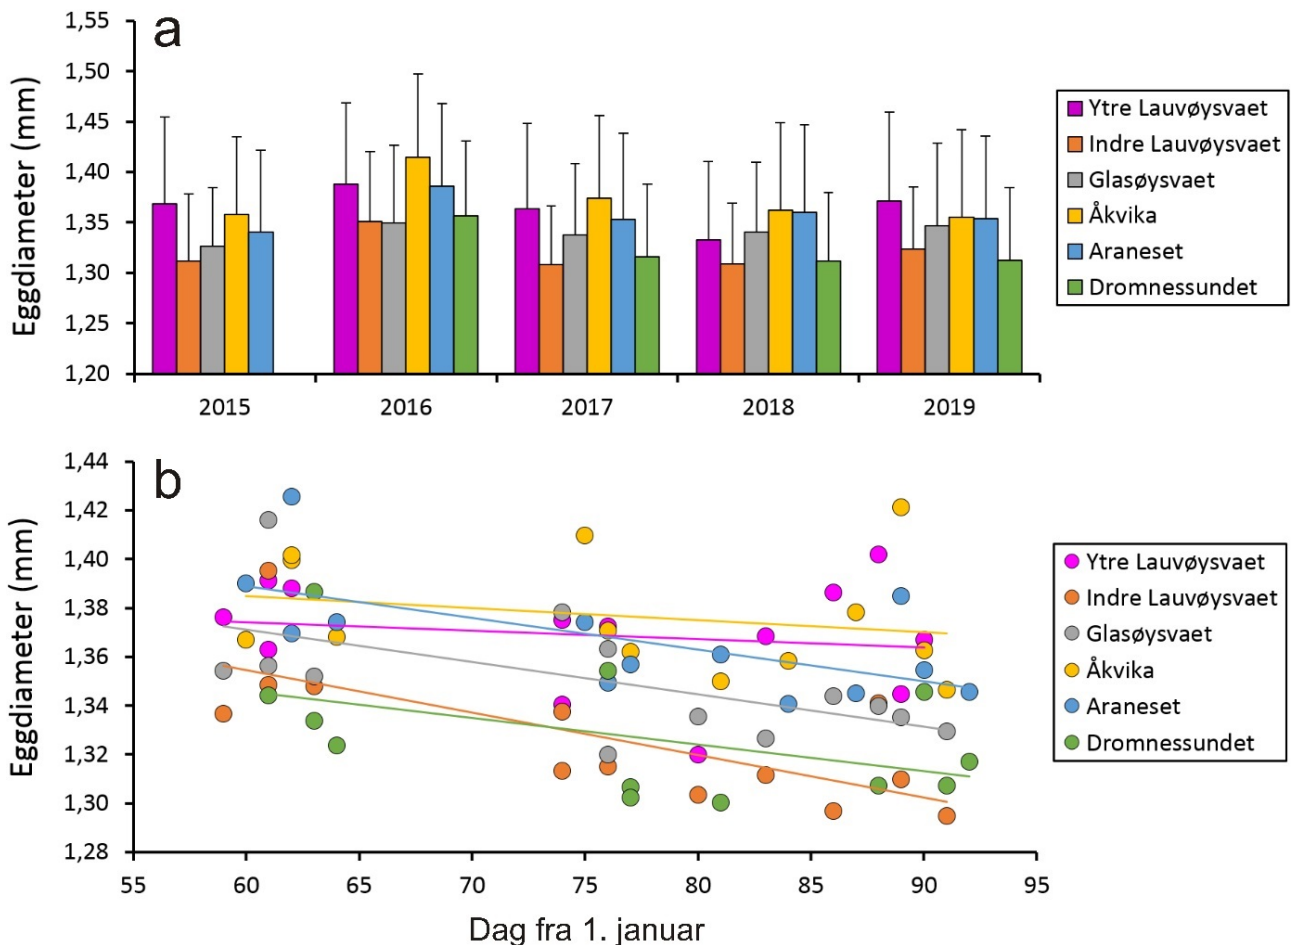 a
Eggdiameter (mm)
1,55
1,50
1,45
1,40
1,35
1,30
1,25
1,20
2015 2016 2017 2018 2019
Ytre Lauvøysvaet
Indre Lauvøysvaet
Glasøysvaet
Åkvika
Araneset
Dromnessundet
b
Eggdiameter (mm)
1,44
1,42
1,40
1,38
1,36
1,34
1,32
1,30
1,28
55 60 65 70 75 80 85 90 95
Dag fra 1. januar
Ytre Lauvøysvaet
Indre Lauvøysvaet
Glasøysvaet
Åkvika
Araneset
Dromnessundet